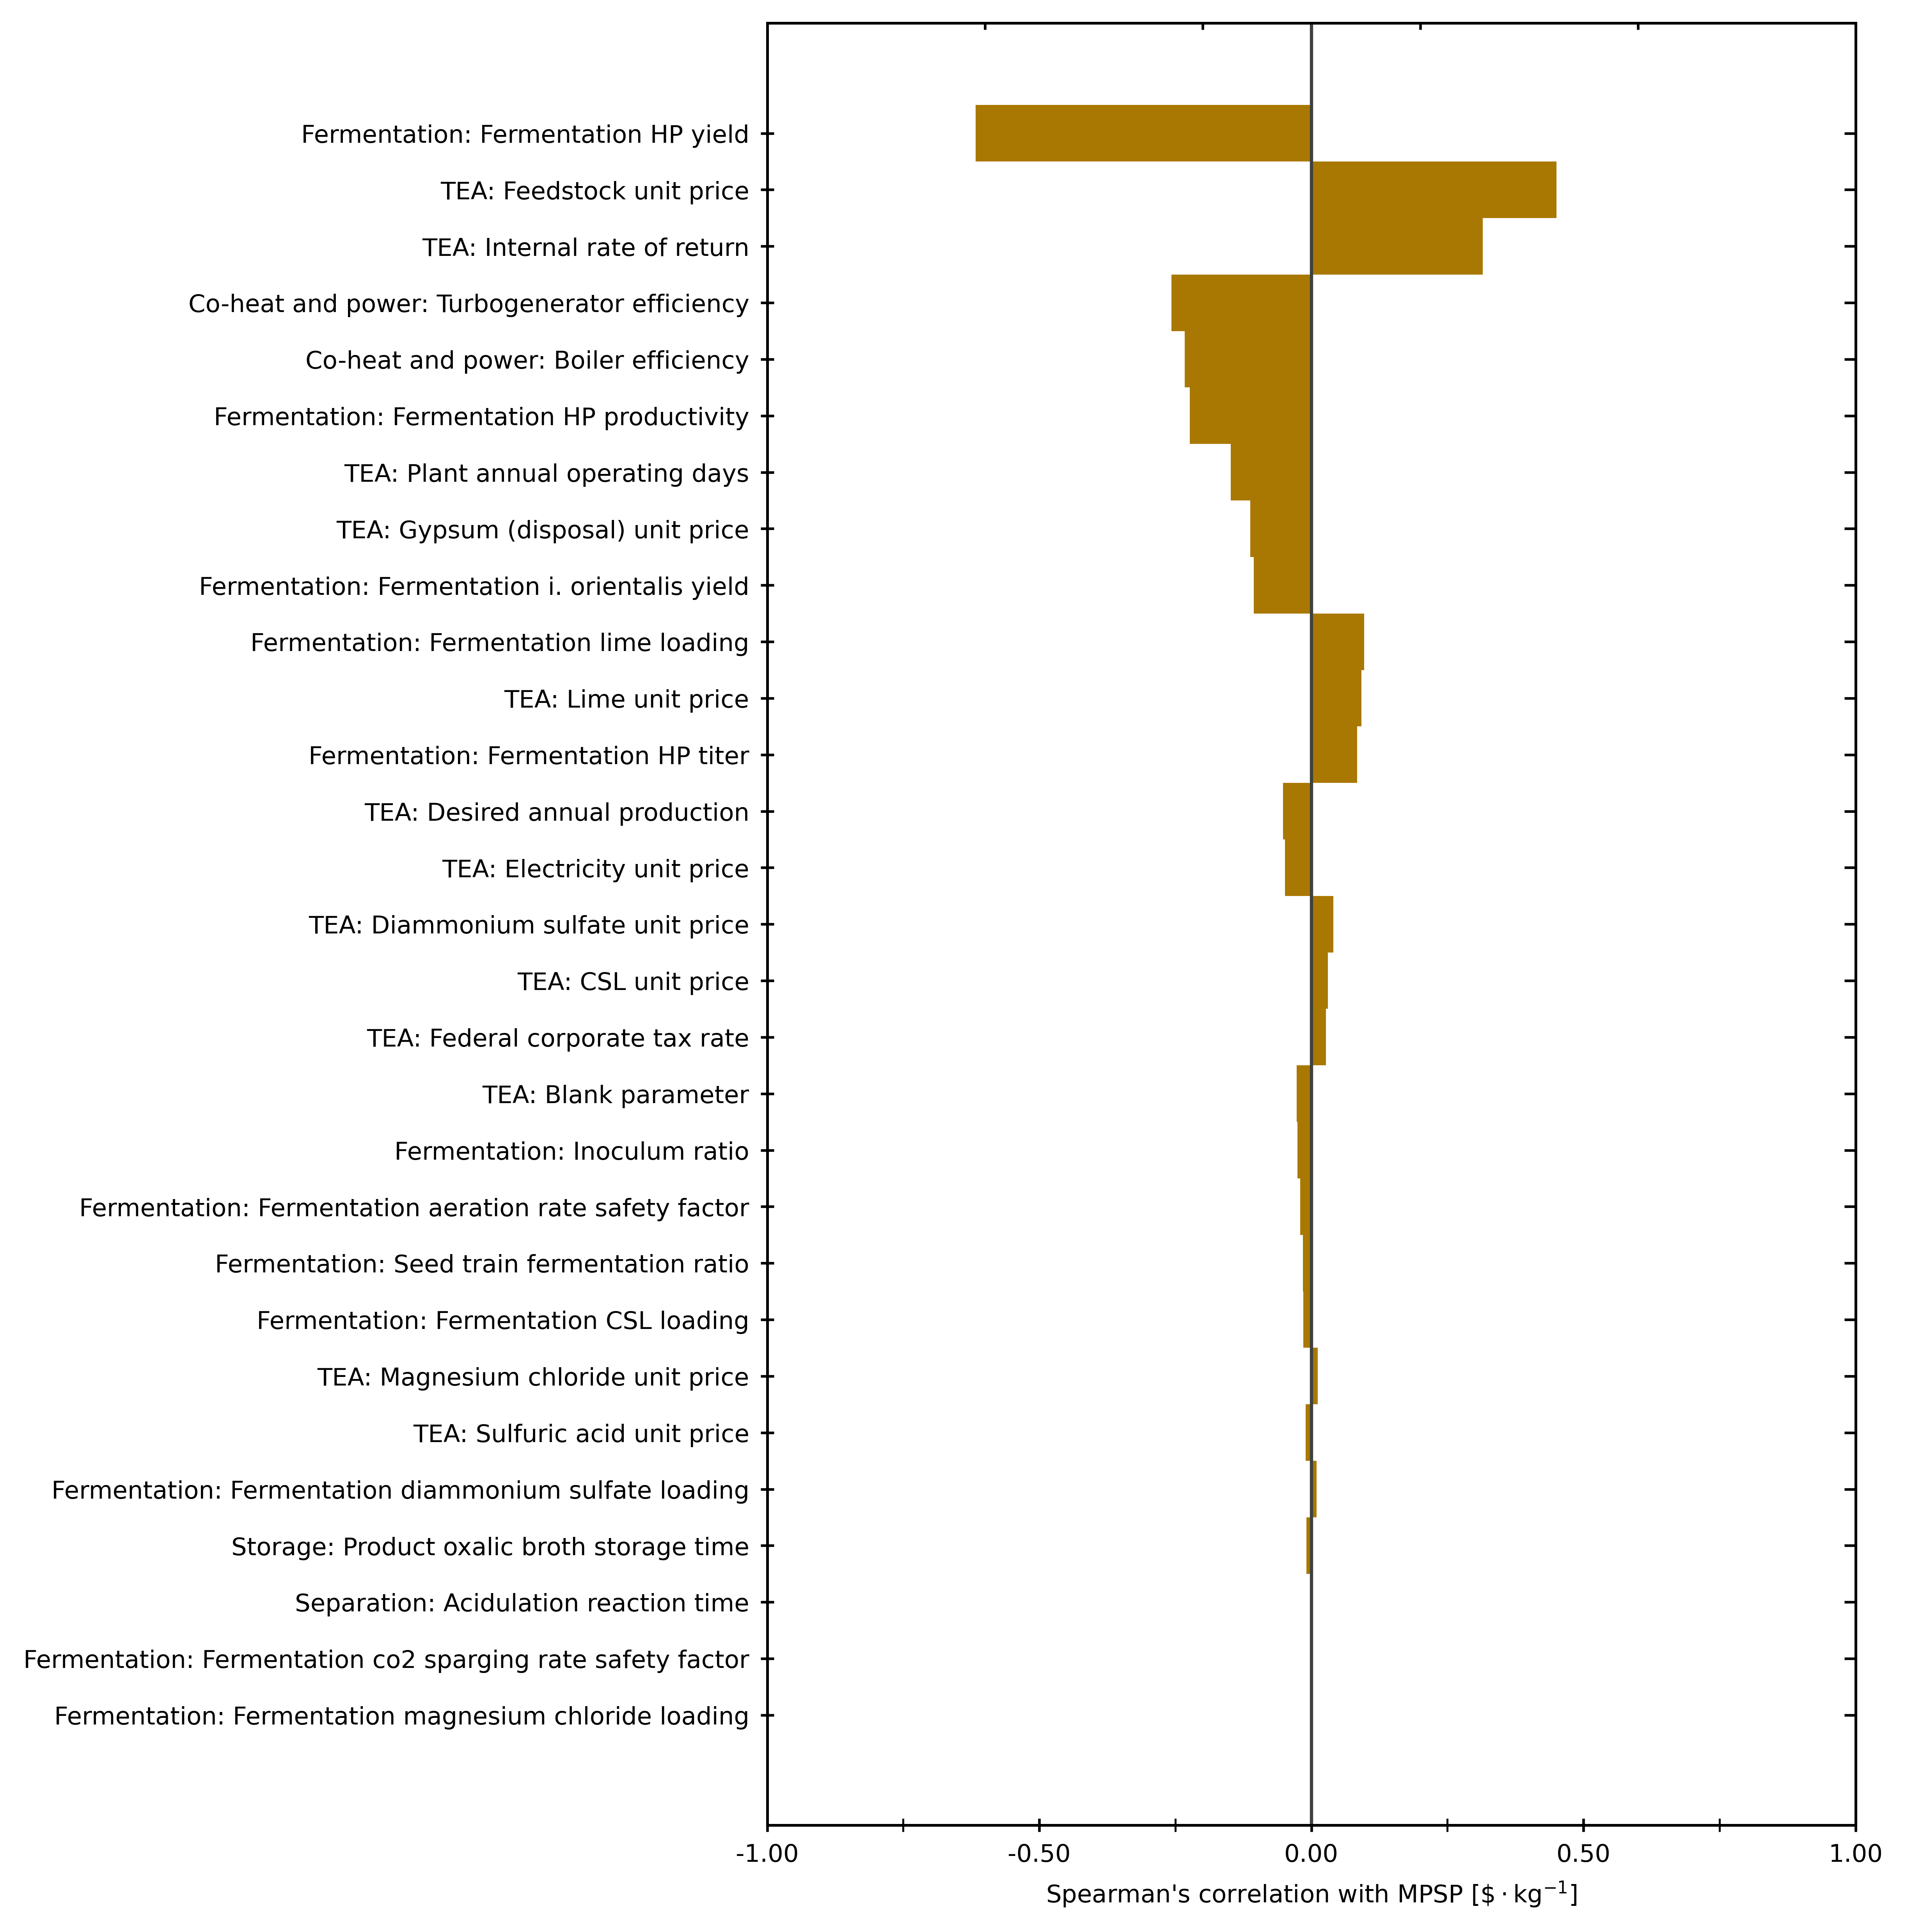 Fermentation: Fermentation HP yield
TEA: Feedstock unit price
TEA: Internal rate of return
Co-heat and power: Turbogenerator efficiency
Co-heat and power: Boiler efficiency
Fermentation: Fermentation HP productivity
TEA: Plant annual operating days
TEA: Gypsum (disposal) unit price
Fermentation: Fermentation i. orientalis yield
Fermentation: Fermentation lime loading
TEA: Lime unit price
Fermentation: Fermentation HP titer
TEA: Desired annual production
TEA: Electricity unit price
TEA: Diammonium sulfate unit price
TEA: CSL unit price
TEA: Federal corporate tax rate
TEA: Blank parameter
Fermentation: Inoculum ratio
Fermentation: Fermentation aeration rate safety factor
Fermentation: Seed train fermentation ratio
Fermentation: Fermentation CSL loading
TEA: Magnesium chloride unit price
TEA: Sulfuric acid unit price
Fermentation: Fermentation diammonium sulfate loading
Storage: Product oxalic broth storage time
Separation: Acidulation reaction time
Fermentation: Fermentation co2 sparging rate safety factor
Fermentation: Fermentation magnesium chloride loading
-1.00 -0.50 0.00 0.50 1.00
Spearman's correlation with MPSP [$ · kg⁻¹]